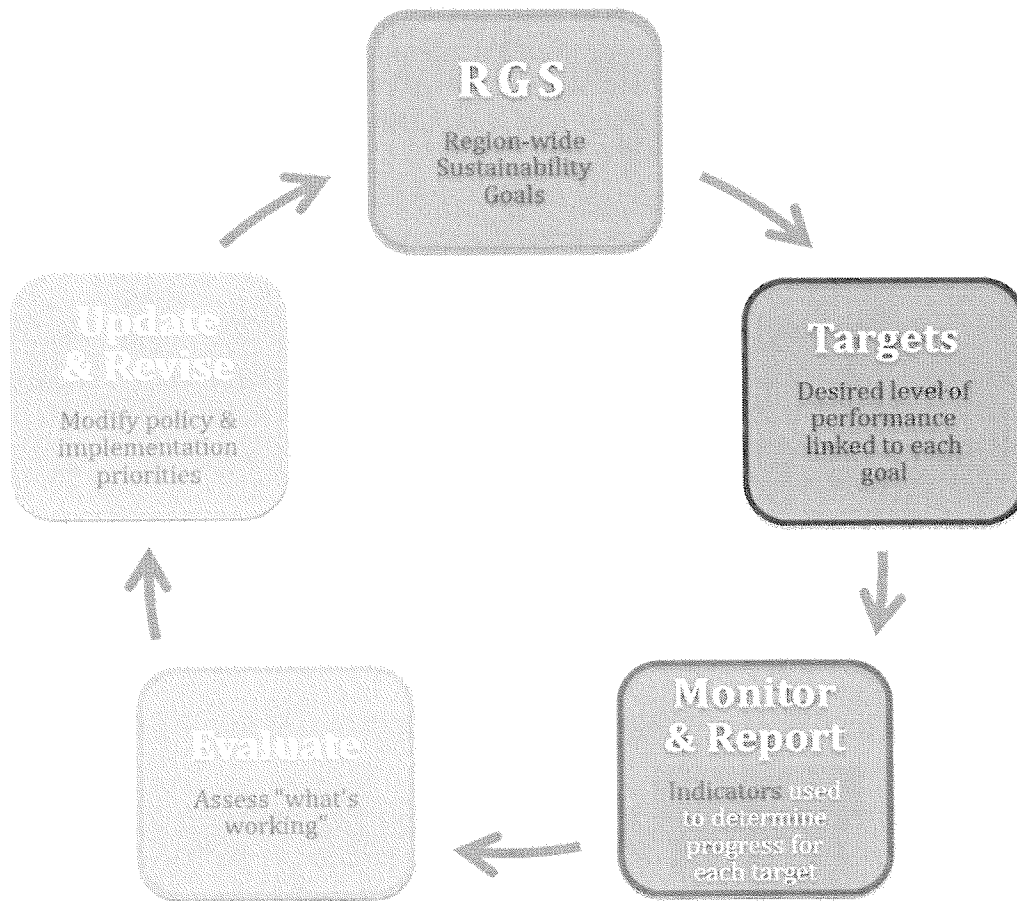 RGS
Region-wide
Sustainability
Goals
Targets
Desired level of
performance
linked to each
goal
Monitor
& Report
Indicators used
to determine
progress for
each target
Evaluate
Assess "what's
working"
Update
& Revise
Modify policy &
implementation
priorities